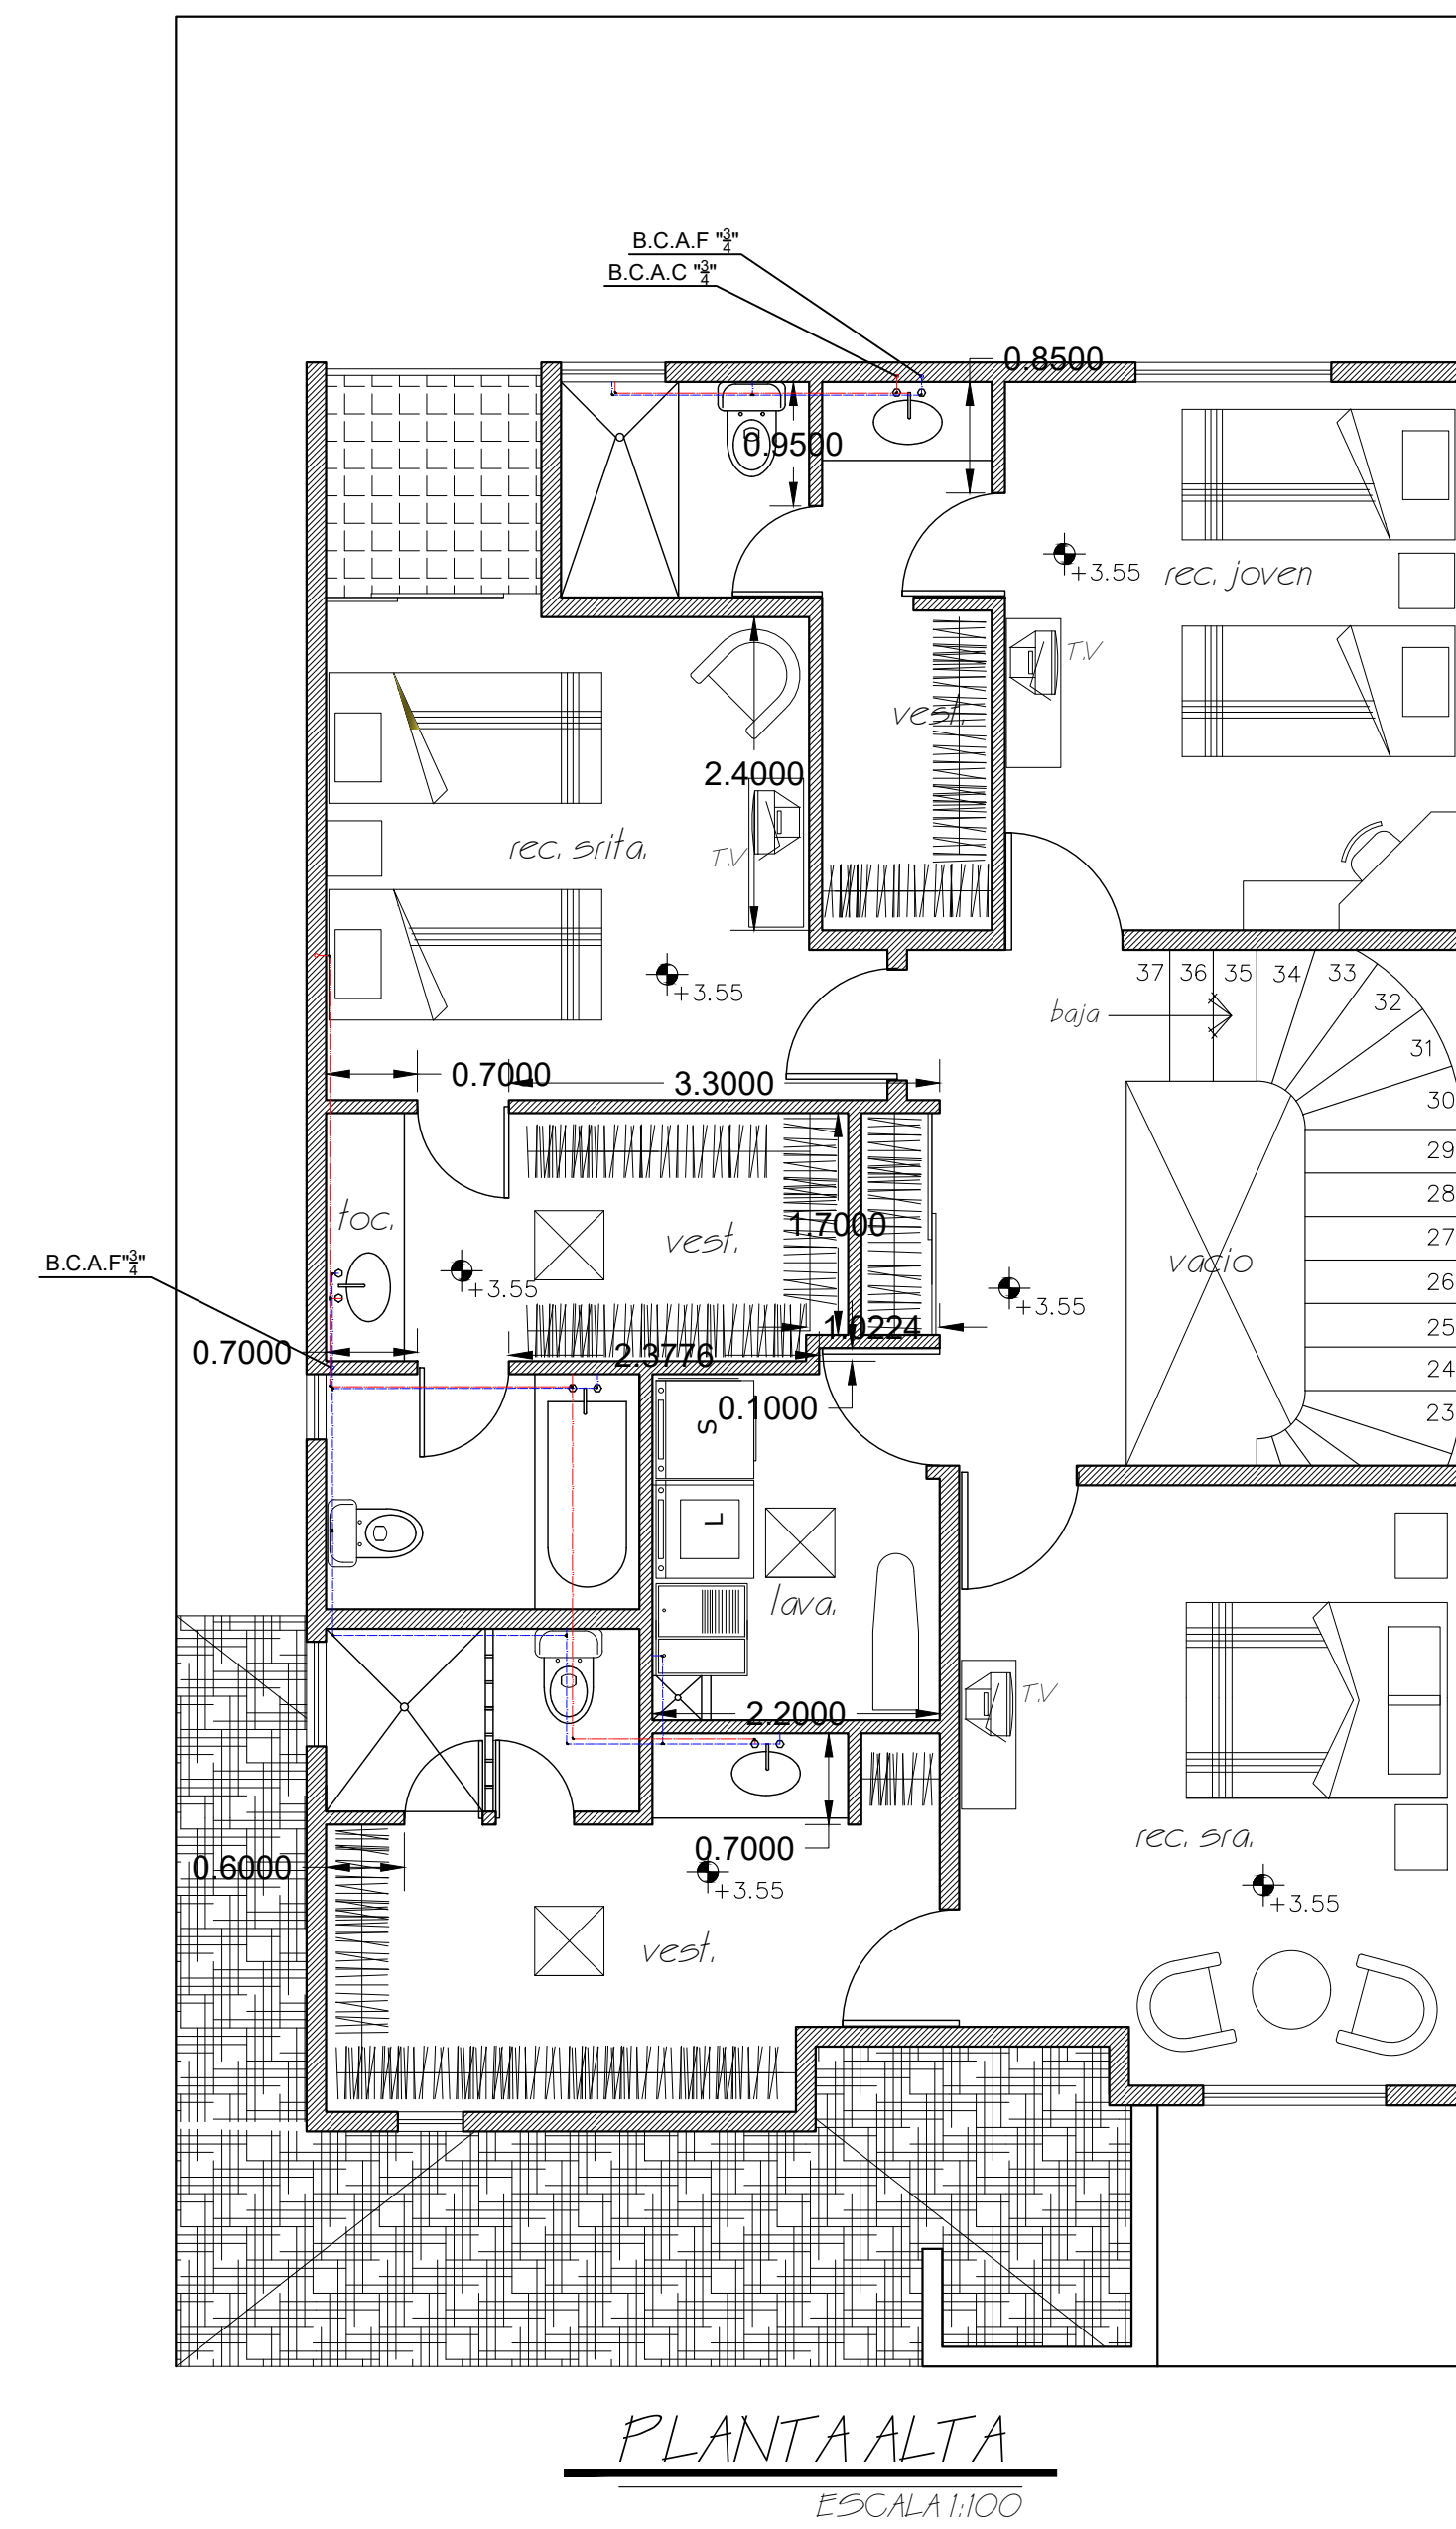 B.C.A.F "3/4"
B.C.A.C "3/4"
0.8500
0.9500
+3.55
rec. joven
T.V
vest.
2.4000
rec. srita.
T.V
+3.55
37
36
35
34
33
32
31
30
29
28
27
26
25
24
23
baja
0.7000
3.3000
toc.
vest.
1.7000
B.C.A.F"3/4"
+3.55
vacio
+3.55
1.0224
0.7000
2.3776
0.1000
S
L
lava.
T.V
2.2000
rec. sra.
0.7000
0.6000
+3.55
+3.55
vest.
PLANTA ALTA
ESCALA 1:100